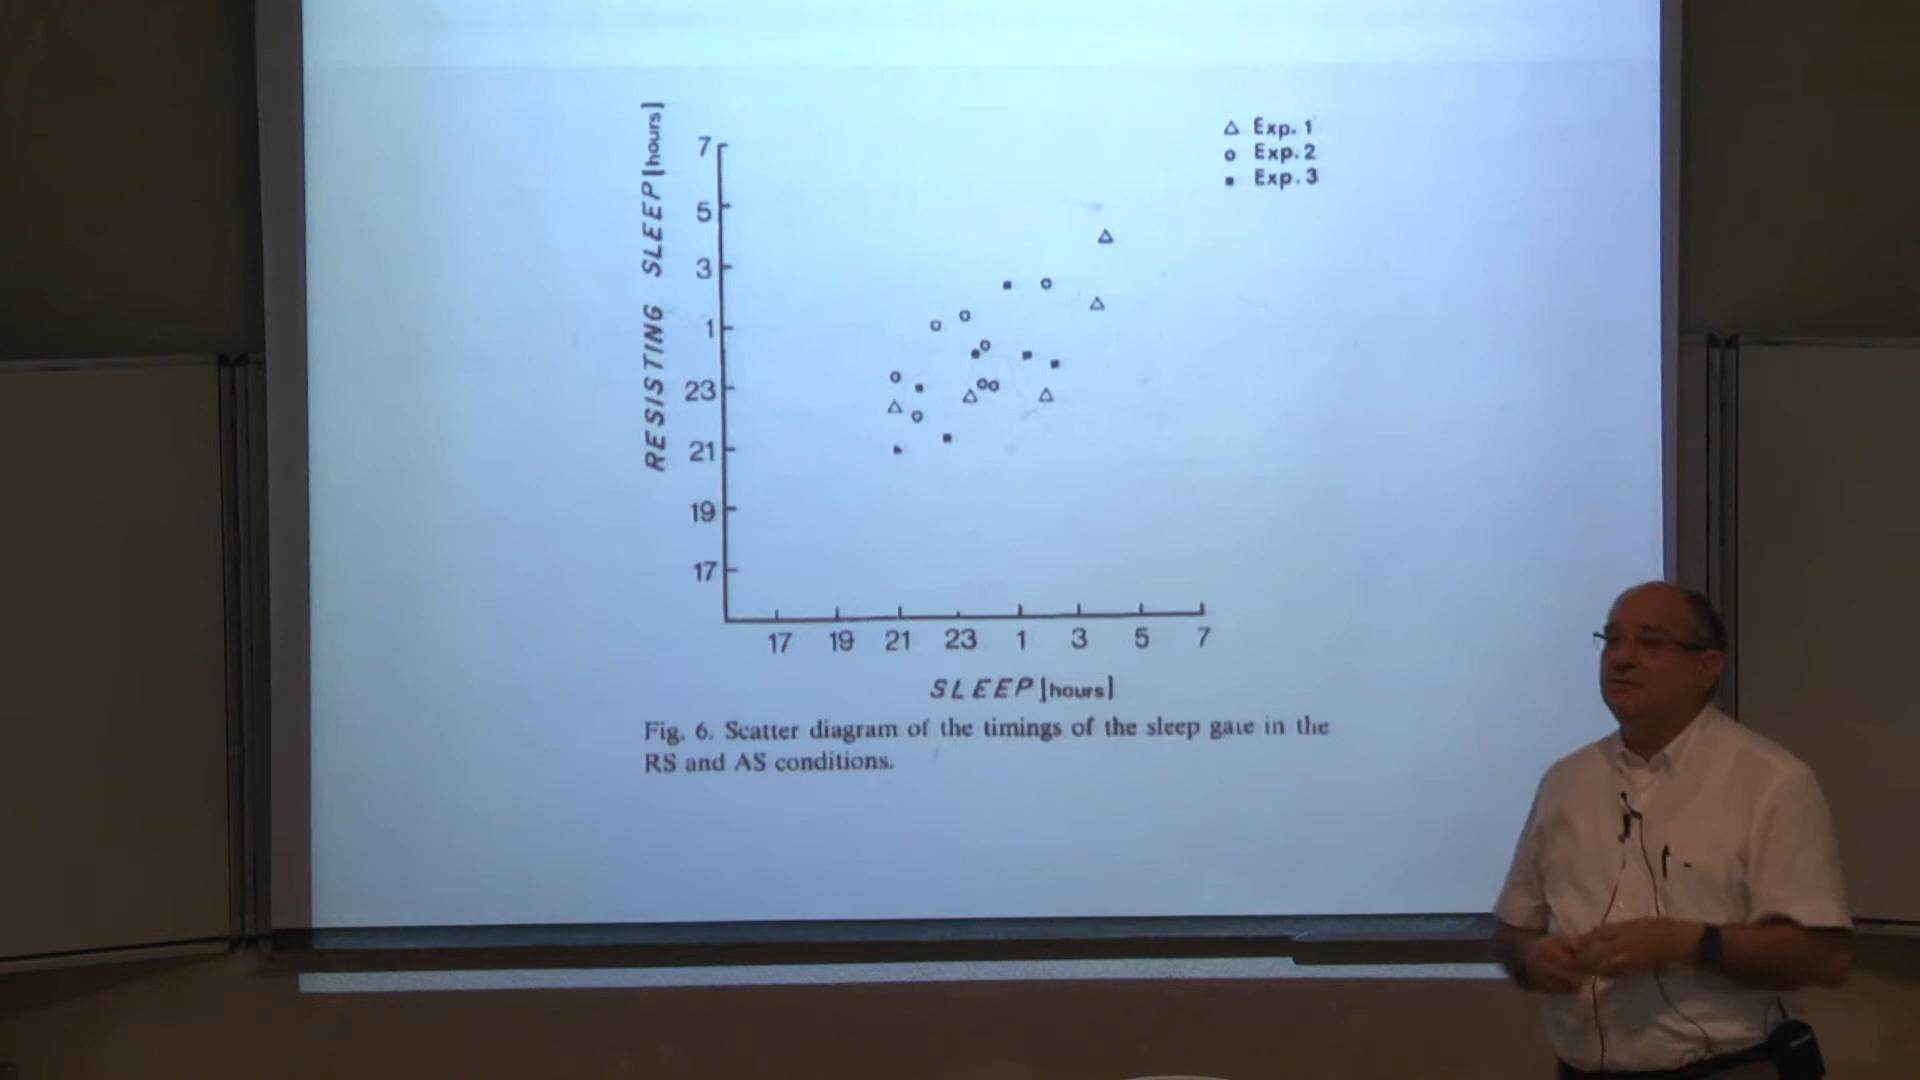 RESISTING SLEEP [hours]
△ Exp. 1
o Exp. 2
▪ Exp. 3
7
5
3
1
23
21
19
17
17 19 21 23 1 3 5 7
SLEEP [hours]
Fig. 6. Scatter diagram of the timings of the sleep gate in the
RS and AS conditions.